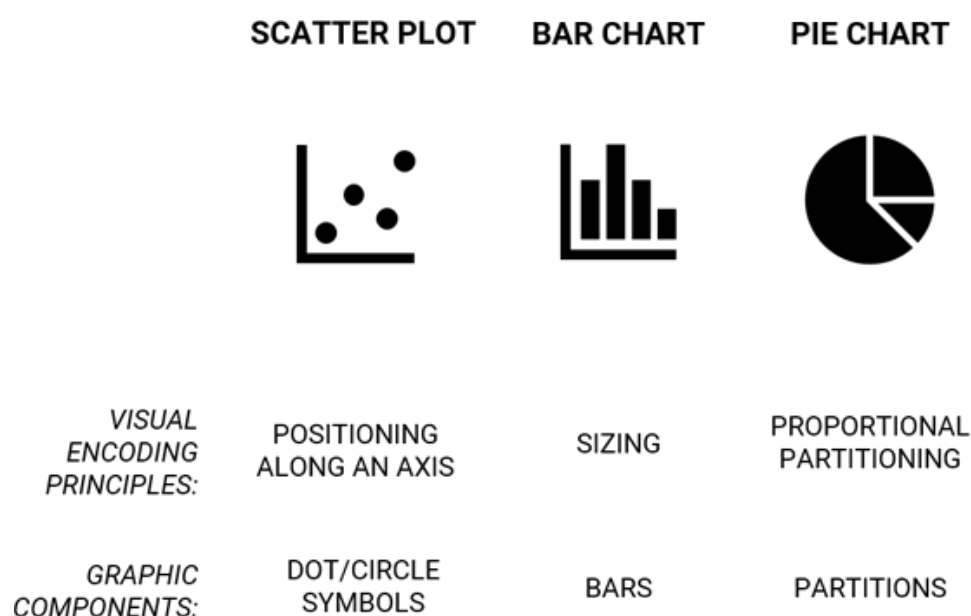 SCATTER PLOT
BAR CHART
PIE CHART
VISUAL
ENCODING
PRINCIPLES:
POSITIONING
ALONG AN AXIS
SIZING
PROPORTIONAL
PARTITIONING
GRAPHIC
COMPONENTS:
DOT/CIRCLE
SYMBOLS
BARS
PARTITIONS